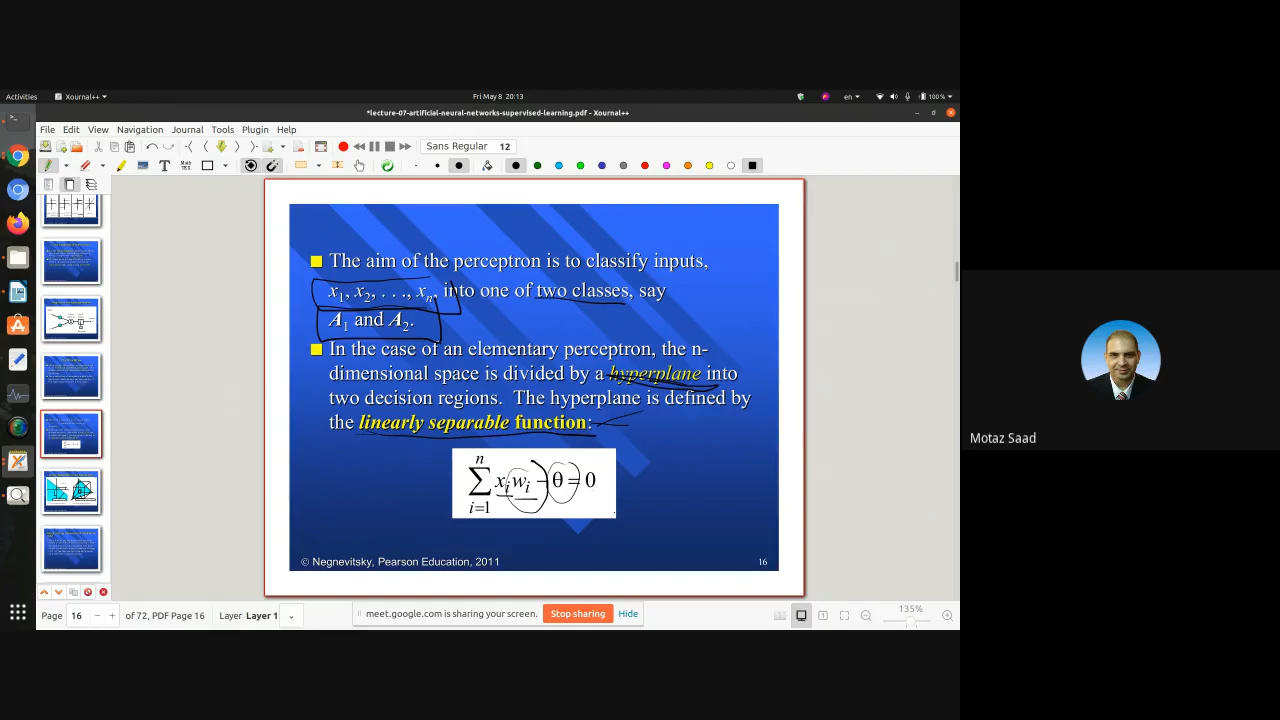 Activities
Xournal++
Fri May 8 20:13
en
100%
*lecture-07-artificial-neural-networks-supervised-learning.pdf - Xournal++
File Edit View Navigation Journal Tools Plugin Help
Sans Regular 12
The aim of the perceptron is to classify inputs,
x1, x2, . . ., xn, into one of two classes, say
A1 and A2.
In the case of an elementary perceptron, the n-
dimensional space is divided by a hyperplane into
two decision regions. The hyperplane is defined by
the linearly separable function:
n
∑ xiwi − θ = 0
i=1
© Negnevitsky, Pearson Education, 2011
16
Motaz Saad
Page 16 of 72, PDF Page 16
Layer Layer 1
meet.google.com is sharing your screen.
Stop sharing
Hide
135%